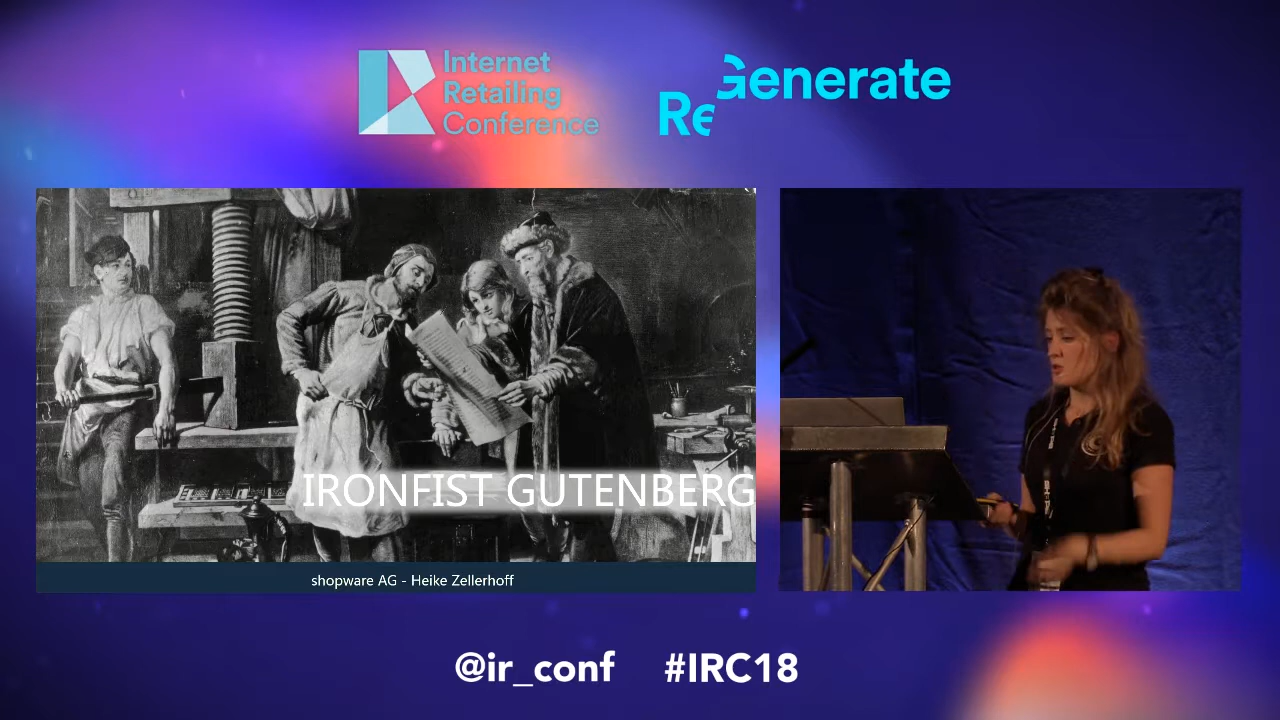 Internet
Retailing
Conference
ReGenerate
IRONFIST GUTENBERG
shopware AG - Heike Zellerhoff
@ir_conf #IRC18